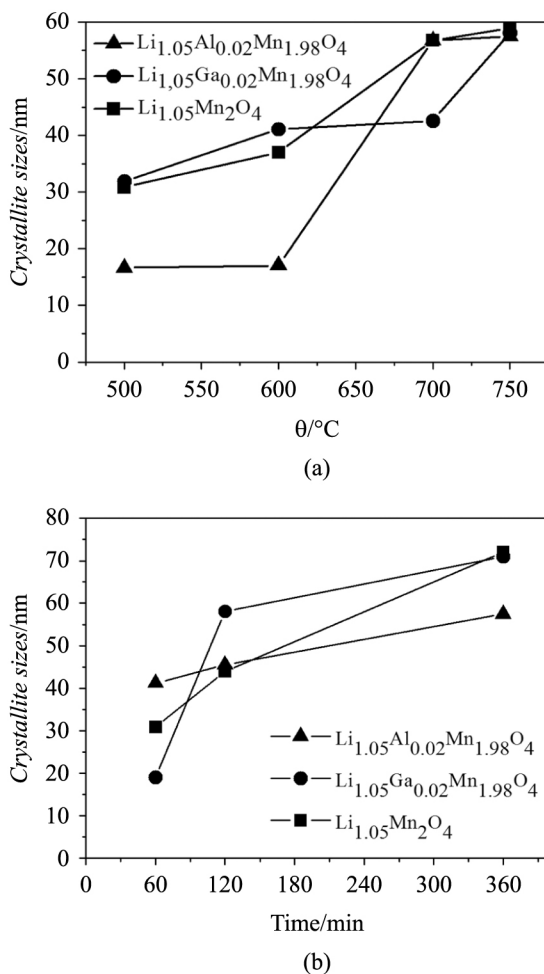 60
50
40
30
20
10
0
Crystallite sizes/nm
Li1.05Al0.02Mn1.98O4
Li1,05Ga0.02Mn1.98O4
Li1.05Mn2O4
500 550 600 650 700 750
θ/°C
(a)
80
70
60
50
40
30
20
10
0
Crystallite sizes/nm
Li1.05Al0.02Mn1.98O4
Li1.05Ga0.02Mn1.98O4
Li1.05Mn2O4
0 60 120 180 240 300 360
Time/min
(b)